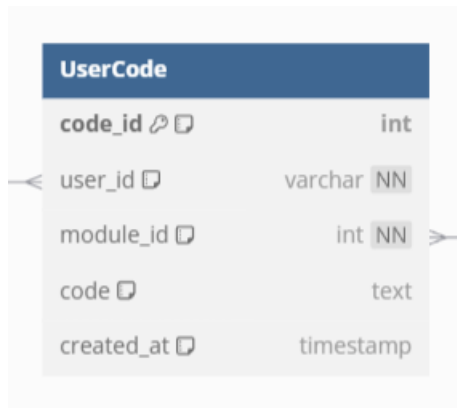 UserCode
code_id int
user_id varchar NN
module_id int NN
code text
created_at timestamp